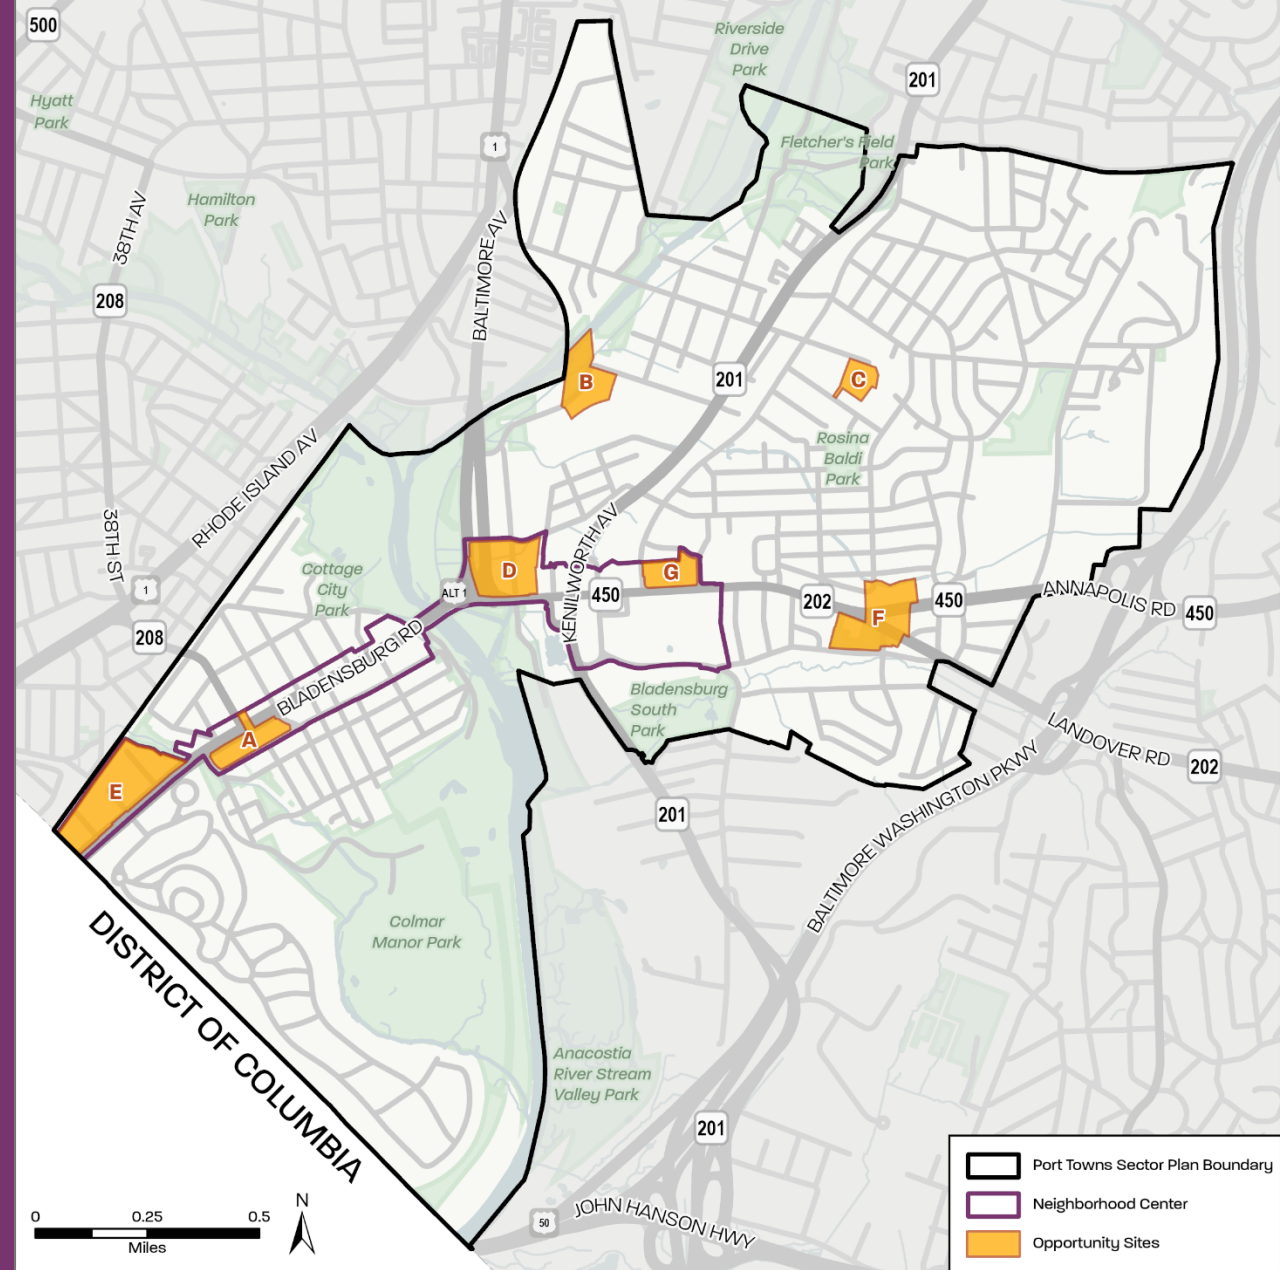 500
Riverside
Drive
Park
201
Hyatt
Park
1
Fletcher's Field
Park
Hamilton
Park
38TH AV
BALTIMORE AV
208
B
201
C
RHODE ISLAND AV
Rosina
Baldi
Park
38TH ST
KENILWORTH AV
Cottage
City
Park
D
G
1
ALT 1
450
202
450
ANNAPOLIS RD
450
F
208
BLADENSBURG RD
Bladensburg
South
Park
A
LANDOVER RD
202
E
201
BALTIMORE WASHINGTON PKWY
Colmar
Manor Park
DISTRICT OF COLUMBIA
Anacostia
River Stream
Valley Park
201
JOHN HANSON HWY
50
N
0 0.25 0.5
Miles
Port Towns Sector Plan Boundary
Neighborhood Center
Opportunity Sites